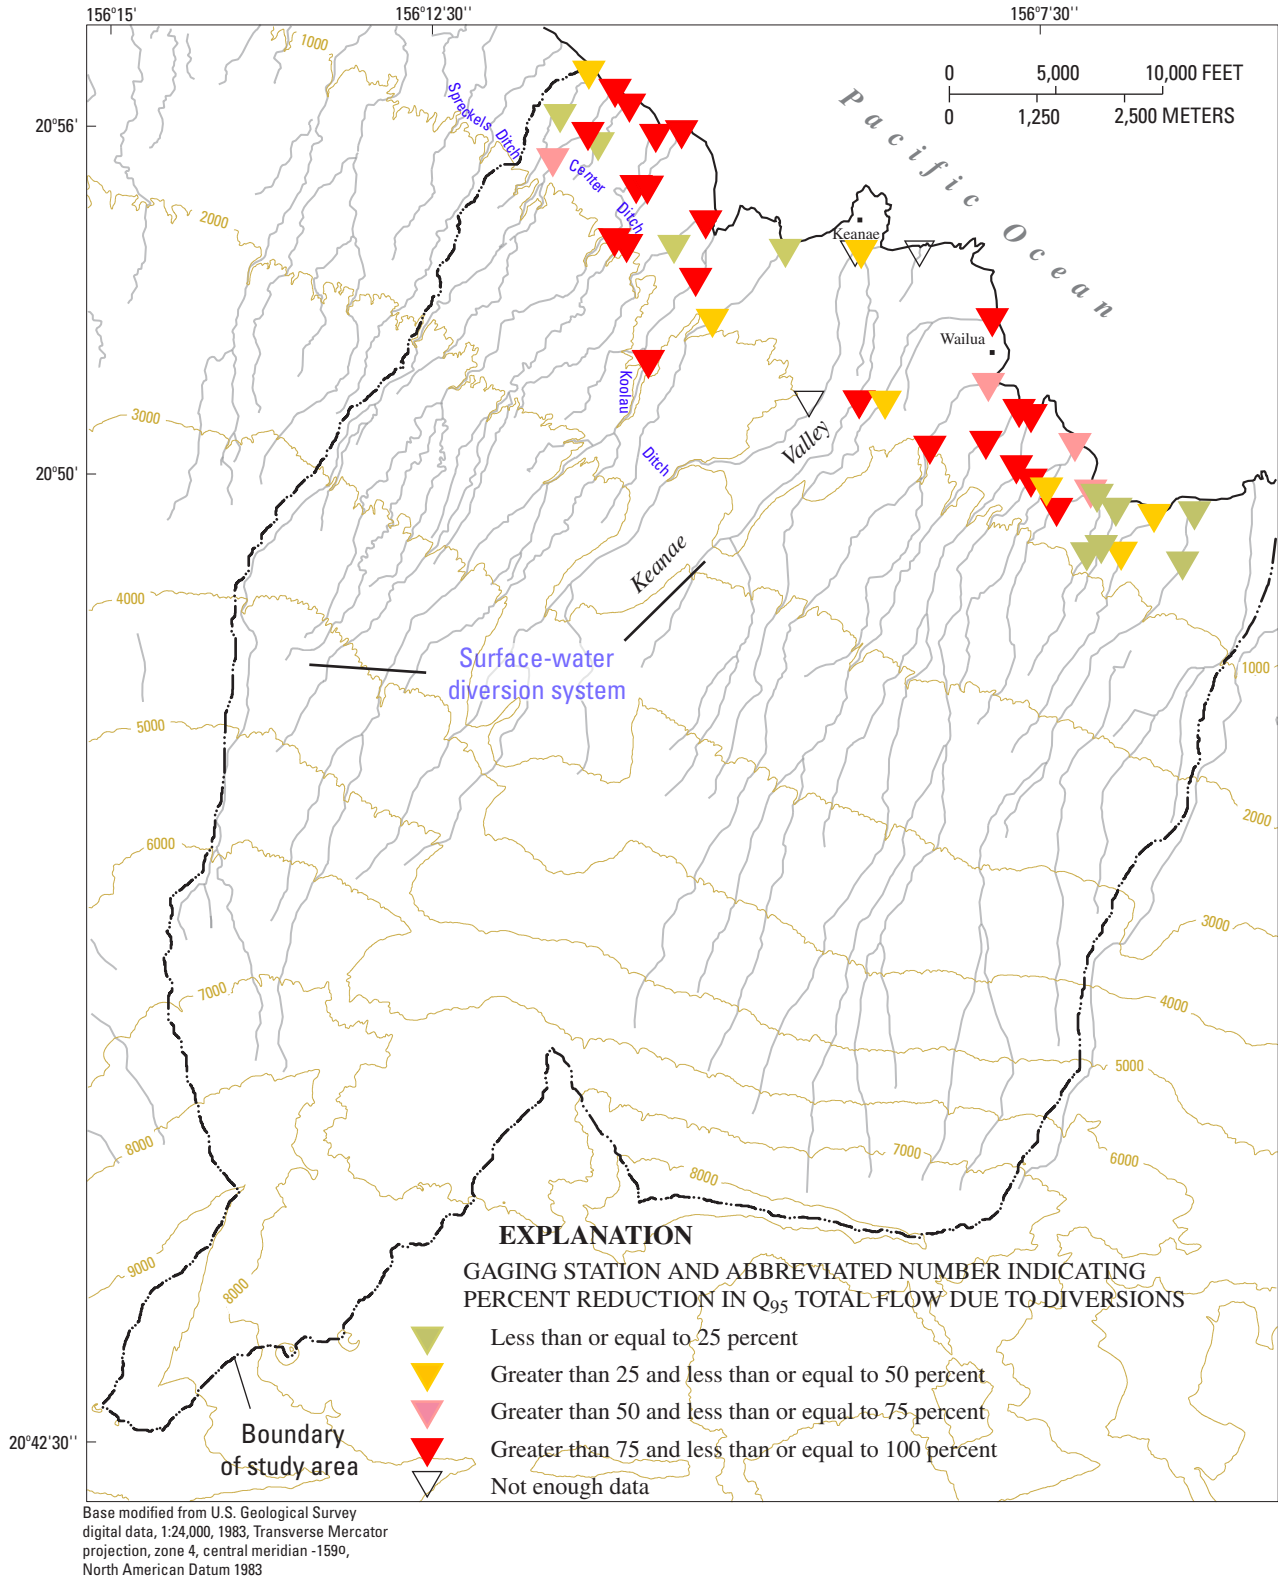 156°15'
156°12'30''
156°7'30''
20°56'
20°50'
20°42'30''
0 5,000 10,000 FEET
0 1,250 2,500 METERS
Pacific Ocean
1000
Spreckels Ditch
Center
Ditch
2000
Keanae
Wailua
Koolau
Ditch
3000
Valley
Keanae
4000
Surface-water
diversion system
1000
5000
2000
6000
3000
7000
4000
5000
8000
7000
6000
8000
9000
8000
EXPLANATION
GAGING STATION AND ABBREVIATED NUMBER INDICATING
PERCENT REDUCTION IN Q95 TOTAL FLOW DUE TO DIVERSIONS
Less than or equal to 25 percent
Greater than 25 and less than or equal to 50 percent
Greater than 50 and less than or equal to 75 percent
Greater than 75 and less than or equal to 100 percent
Not enough data
Boundary
of study area
Base modified from U.S. Geological Survey
digital data, 1:24,000, 1983, Transverse Mercator
projection, zone 4, central meridian -159º,
North American Datum 1983